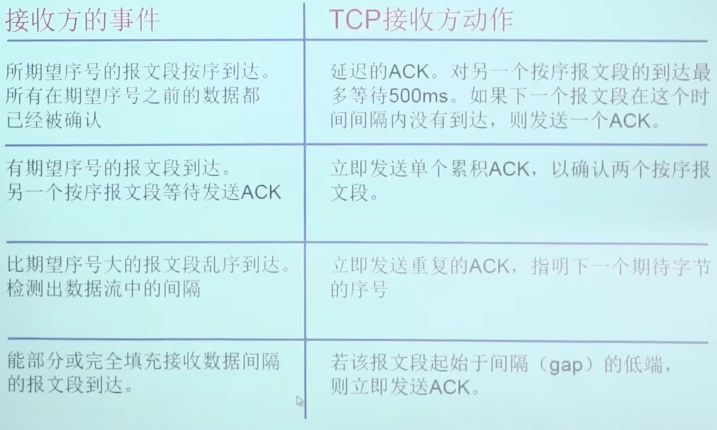 接收方的事件
TCP接收方动作
所期望序号的报文段按序到达。
所有在期望序号之前的数据都
已经被确认
延迟的ACK。对另一个按序报文段的到达最
多等待500ms。如果下一个报文段在这个时
间间隔内没有到达，则发送一个ACK。
有期望序号的报文段到达。
另一个按序报文段等待发送ACK
立即发送单个累积ACK，以确认两个按序报
文段。
比期望序号大的报文段乱序到达。
检测出数据流中的间隔
立即发送重复的ACK，指明下一个期待字节
的序号
能部分或完全填充接收数据间隔
的报文段到达。
若该报文段起始于间隔（gap）的低端，
则立即发送ACK。